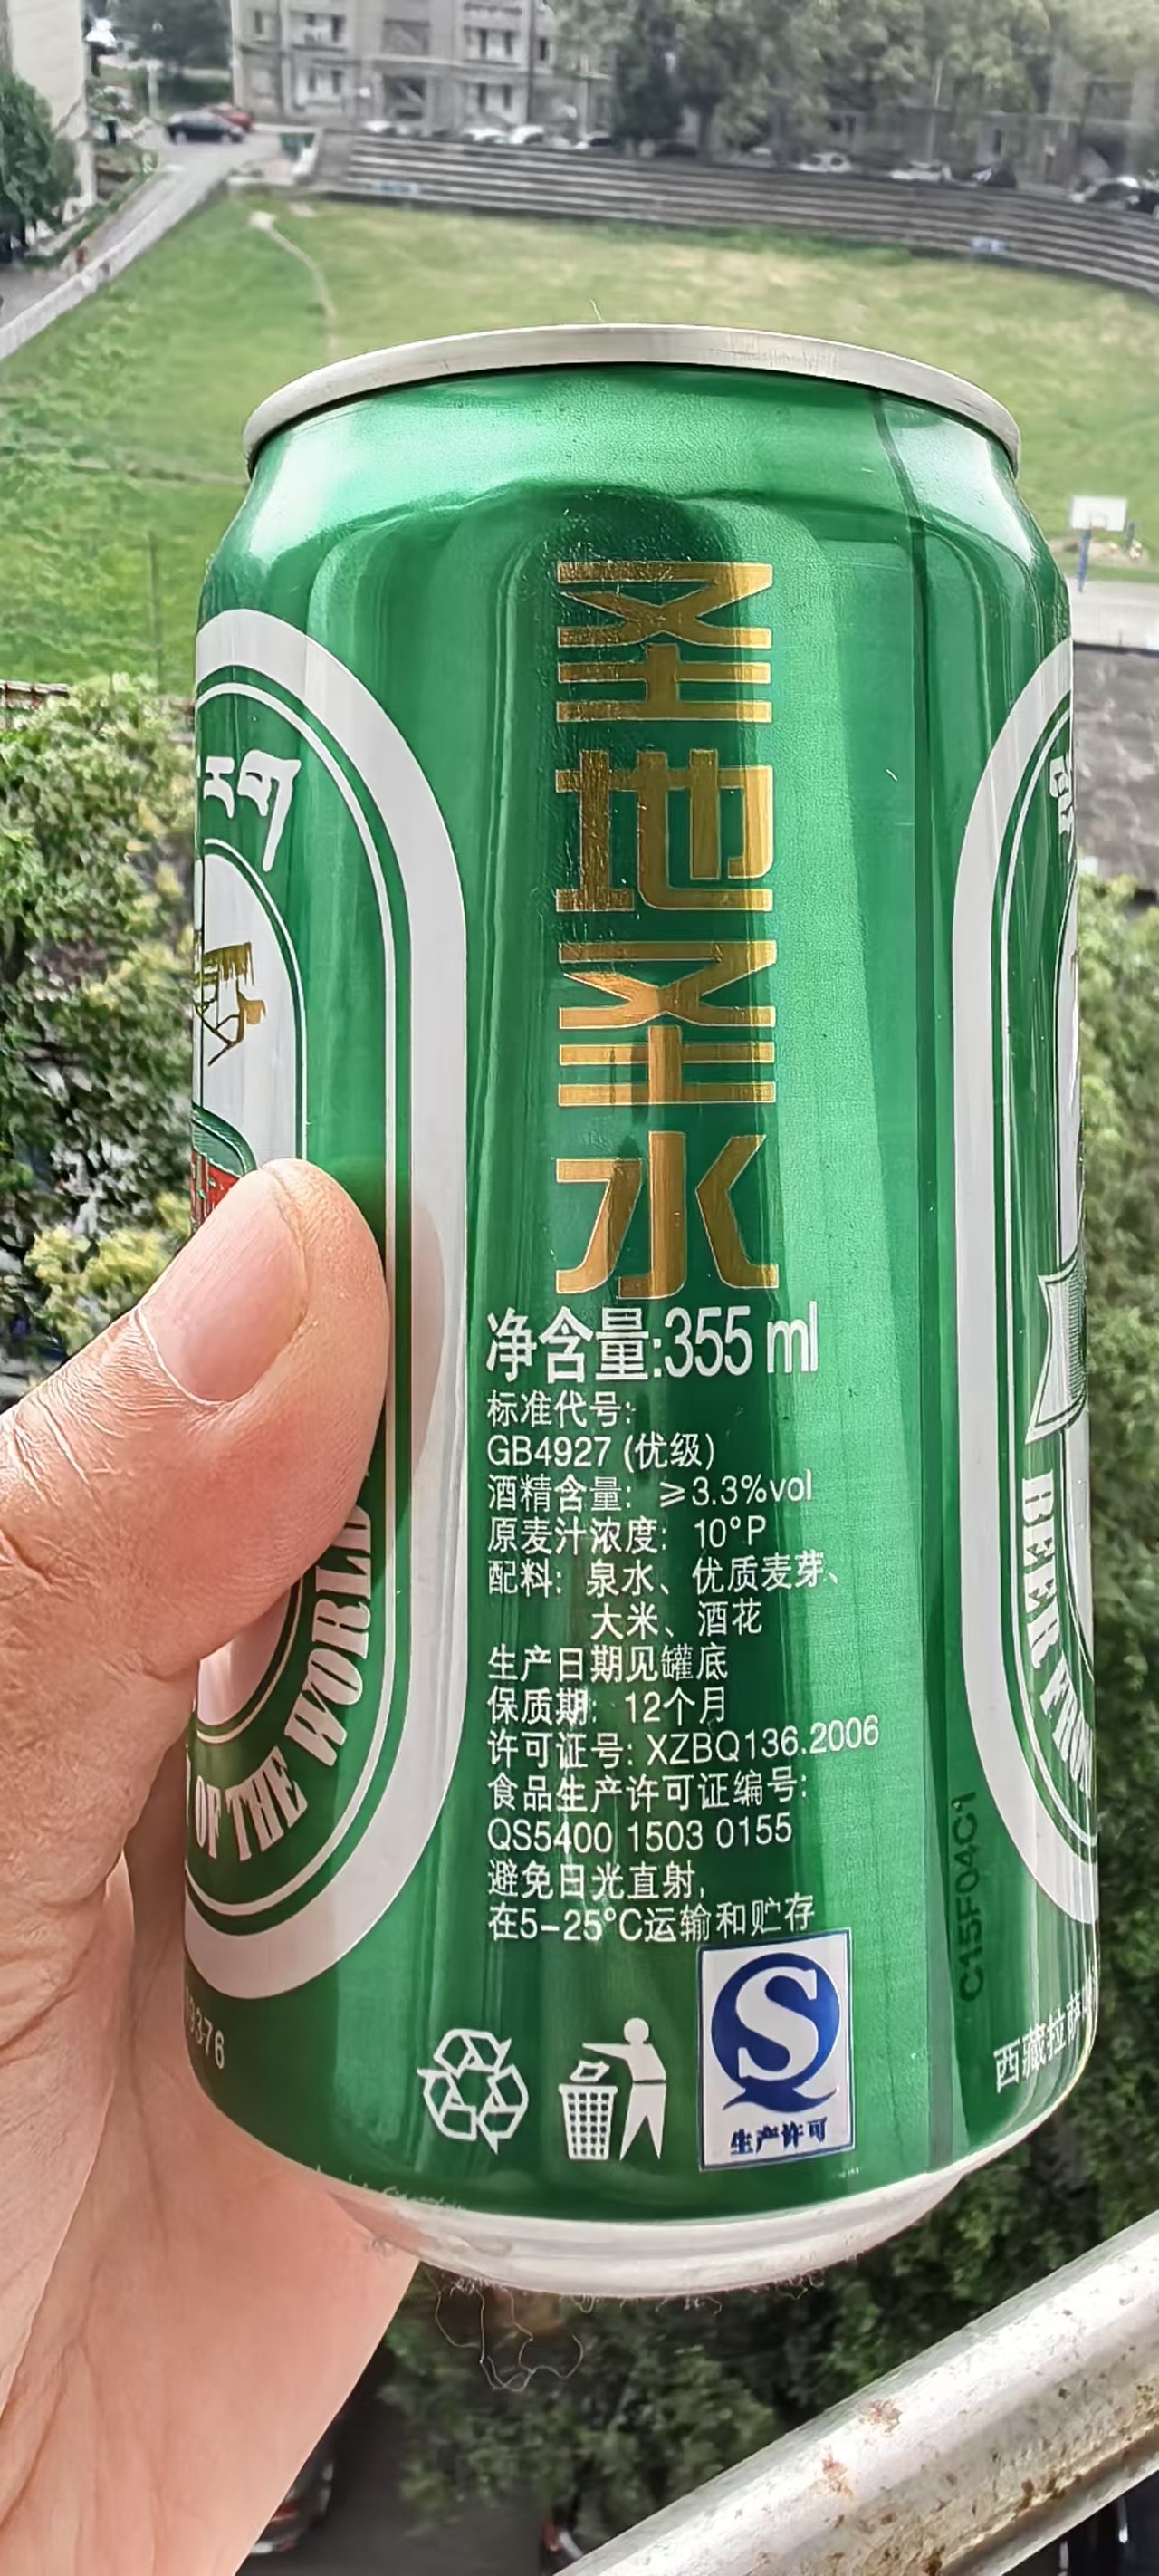 圣地圣水
净含量:355 ml
标准代号:
GB4927 (优级)
酒精含量: ≥3.3%vol
原麦汁浓度: 10°P
配料: 泉水、优质麦芽、
大米、酒花
生产日期见罐底
保质期: 12个月
许可证号: XZBQ136.2006
食品生产许可证编号:
QS5400 1503 0155
避免日光直射,
在5-25°C运输和贮存
S
生产许可
OF THE WORLD
BEER
C15F04C1
西藏拉萨
9376